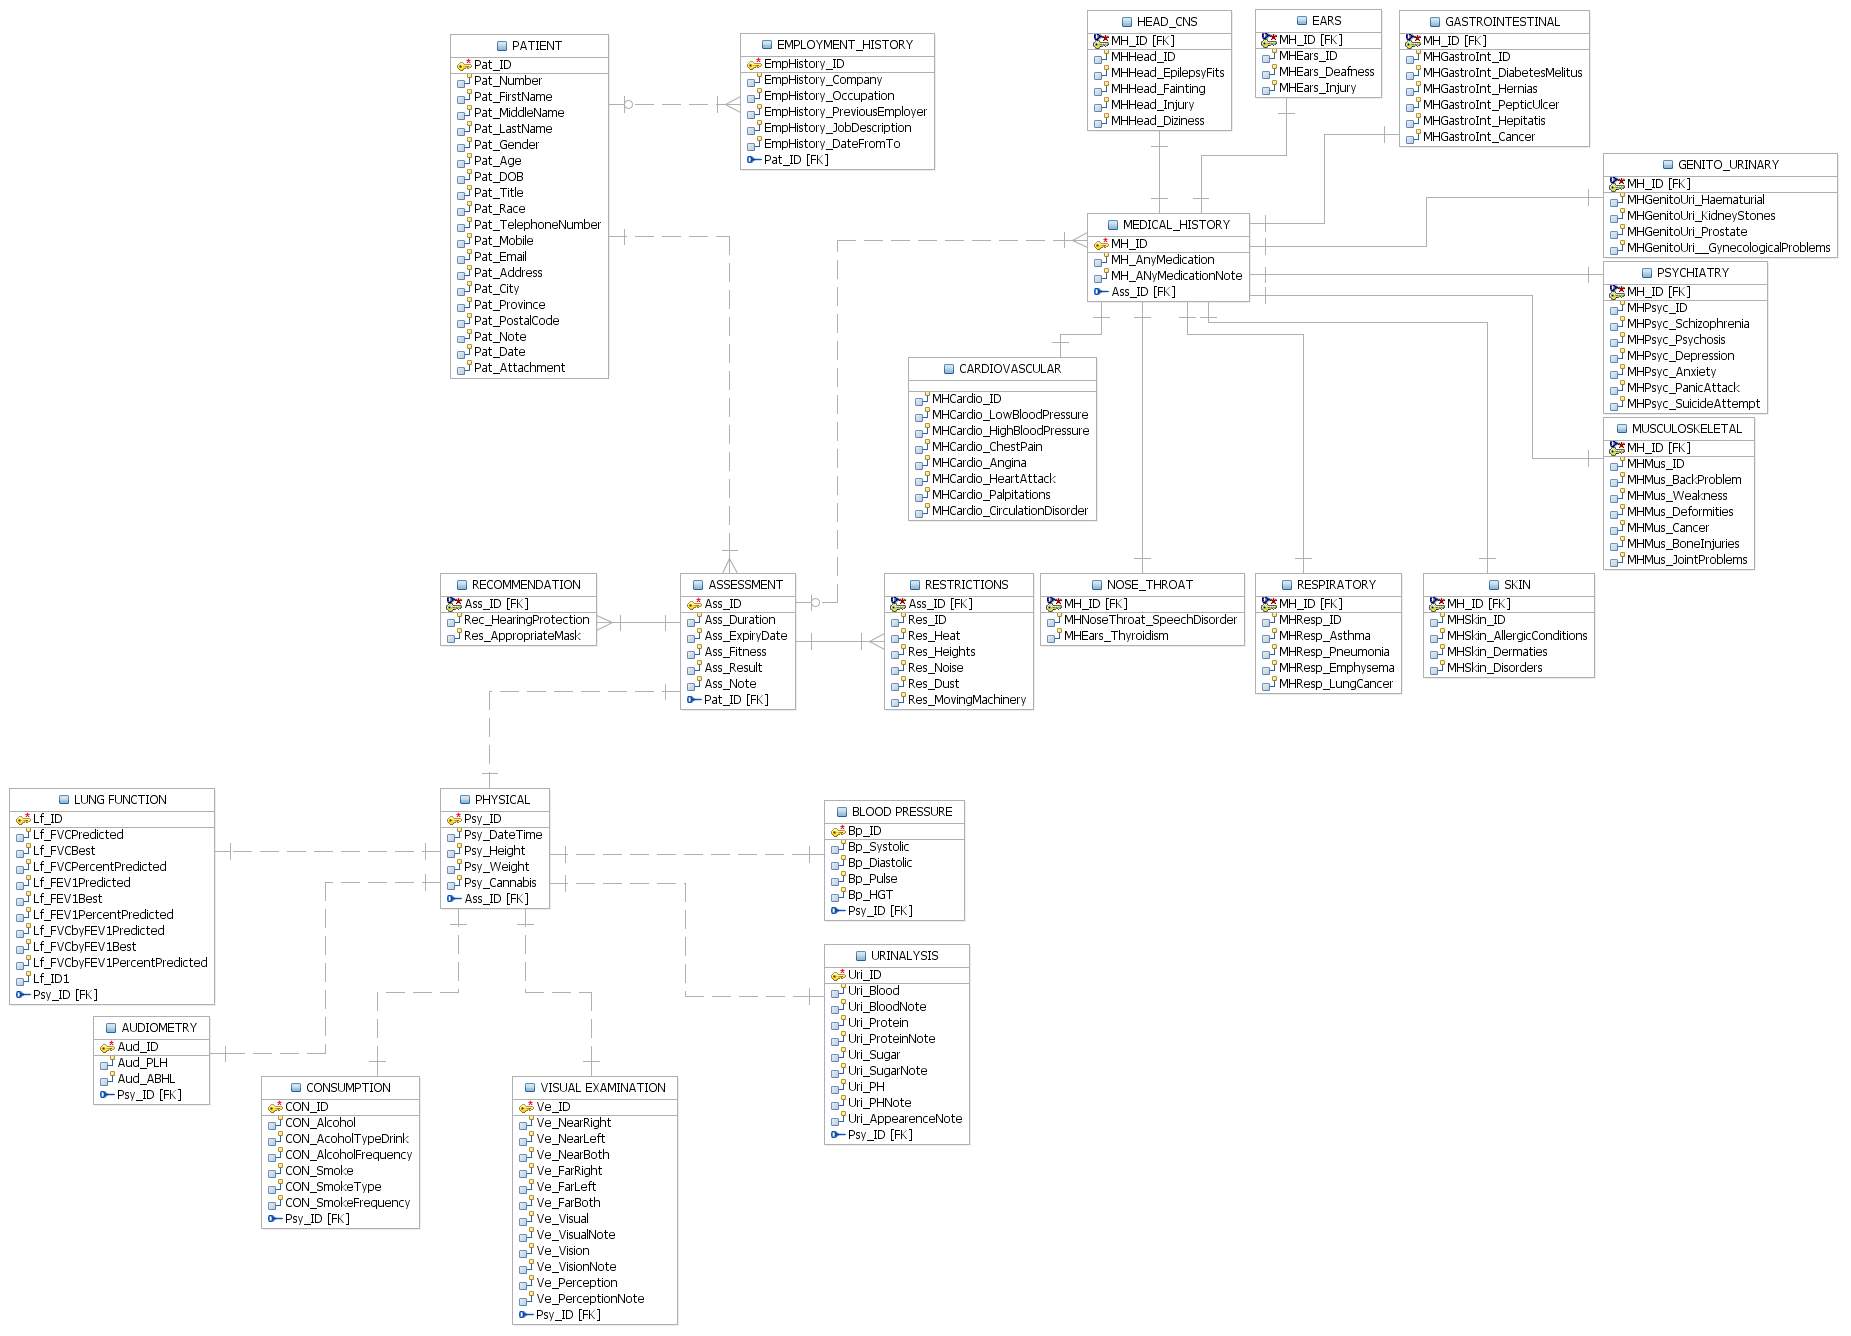 PATIENT
Pat_ID
Pat_Number
Pat_FirstName
Pat_MiddleName
Pat_LastName
Pat_Gender
Pat_Age
Pat_DOB
Pat_Title
Pat_Race
Pat_TelephoneNumber
Pat_Mobile
Pat_Email
Pat_Address
Pat_City
Pat_Province
Pat_PostalCode
Pat_Note
Pat_Date
Pat_Attachment
EMPLOYMENT_HISTORY
EmpHistory_ID
EmpHistory_Company
EmpHistory_Occupation
EmpHistory_PreviousEmployer
EmpHistory_JobDescription
EmpHistory_DateFromTo
Pat_ID [FK]
HEAD_CNS
MH_ID [FK]
MHHead_ID
MHHead_EpilepsyFits
MHHead_Fainting
MHHead_Injury
MHHead_Diziness
EARS
MH_ID [FK]
MHEars_ID
MHEars_Deafness
MHEars_Injury
GASTROINTESTINAL
MH_ID [FK]
MHGastroInt_ID
MHGastroInt_DiabetesMelitus
MHGastroInt_Hernias
MHGastroInt_PepticUlcer
MHGastroInt_Hepitatis
MHGastroInt_Cancer
GENITO_URINARY
MH_ID [FK]
MHGenitoUri_Haematurial
MHGenitoUri_KidneyStones
MHGenitoUri_Prostate
MHGenitoUri__GynecologicalProblems
MEDICAL_HISTORY
MH_ID
MH_AnyMedication
MH_ANyMedicationNote
Ass_ID [FK]
PSYCHIATRY
MH_ID [FK]
MHPsyc_ID
MHPsyc_Schizophrenia
MHPsyc_Psychosis
MHPsyc_Depression
MHPsyc_Anxiety
MHPsyc_PanicAttack
MHPsyc_SuicideAttempt
CARDIOVASCULAR
MHCardio_ID
MHCardio_LowBloodPressure
MHCardio_HighBloodPressure
MHCardio_ChestPain
MHCardio_Angina
MHCardio_HeartAttack
MHCardio_Palpitations
MHCardio_CirculationDisorder
MUSCULOSKELETAL
MH_ID [FK]
MHMus_ID
MHMus_BackProblem
MHMus_Weakness
MHMus_Deformities
MHMus_Cancer
MHMus_BoneInjuries
MHMus_JointProblems
RECOMMENDATION
Ass_ID [FK]
Rec_HearingProtection
Res_AppropriateMask
ASSESSMENT
Ass_ID
Ass_Duration
Ass_ExpiryDate
Ass_Fitness
Ass_Result
Ass_Note
Pat_ID [FK]
RESTRICTIONS
Ass_ID [FK]
Res_ID
Res_Heat
Res_Heights
Res_Noise
Res_Dust
Res_MovingMachinery
NOSE_THROAT
MH_ID [FK]
MHNoseThroat_SpeechDisorder
MHEars_Thyroidism
RESPIRATORY
MH_ID [FK]
MHResp_ID
MHResp_Asthma
MHResp_Pneumonia
MHResp_Emphysema
MHResp_LungCancer
SKIN
MH_ID [FK]
MHSkin_ID
MHSkin_AllergicConditions
MHSkin_Dermaties
MHSkin_Disorders
LUNG FUNCTION
Lf_ID
Lf_FVCPredicted
Lf_FVCBest
Lf_FVCPercentPredicted
Lf_FEV1Predicted
Lf_FEV1Best
Lf_FEV1PercentPredicted
Lf_FVCbyFEV1Predicted
Lf_FVCbyFEV1Best
Lf_FVCbyFEV1PercentPredicted
Lf_ID1
Psy_ID [FK]
PHYSICAL
Psy_ID
Psy_DateTime
Psy_Height
Psy_Weight
Psy_Cannabis
Ass_ID [FK]
BLOOD PRESSURE
Bp_ID
Bp_Systolic
Bp_Diastolic
Bp_Pulse
Bp_HGT
Psy_ID [FK]
URINALYSIS
Uri_ID
Uri_Blood
Uri_BloodNote
Uri_Protein
Uri_ProteinNote
Uri_Sugar
Uri_SugarNote
Uri_PH
Uri_PHNote
Uri_AppearenceNote
Psy_ID [FK]
AUDIOMETRY
Aud_ID
Aud_PLH
Aud_ABHL
Psy_ID [FK]
CONSUMPTION
CON_ID
CON_Alcohol
CON_AcoholTypeDrink
CON_AlcoholFrequency
CON_Smoke
CON_SmokeType
CON_SmokeFrequency
Psy_ID [FK]
VISUAL EXAMINATION
Ve_ID
Ve_NearRight
Ve_NearLeft
Ve_NearBoth
Ve_FarRight
Ve_FarLeft
Ve_FarBoth
Ve_Visual
Ve_VisualNote
Ve_Vision
Ve_VisionNote
Ve_Perception
Ve_PerceptionNote
Psy_ID [FK]